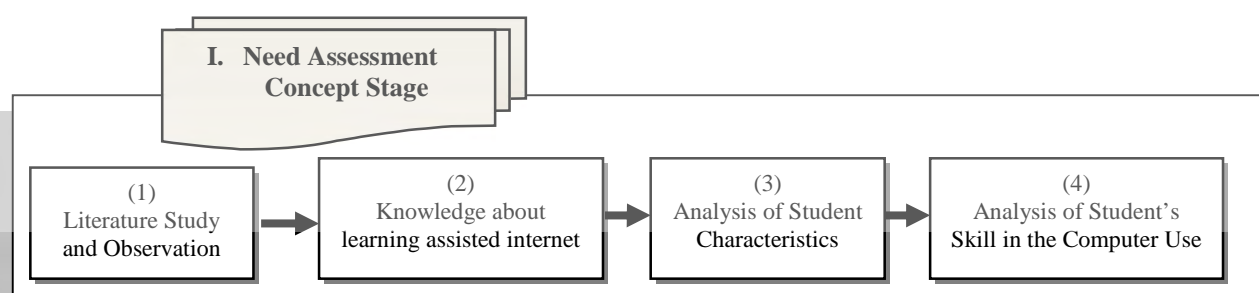 I. Need Assessment
Concept Stage
(1)
Literature Study
and Observation
(2)
Knowledge about
learning assisted internet
(3)
Analysis of Student
Characteristics
(4)
Analysis of Student’s
Skill in the Computer Use